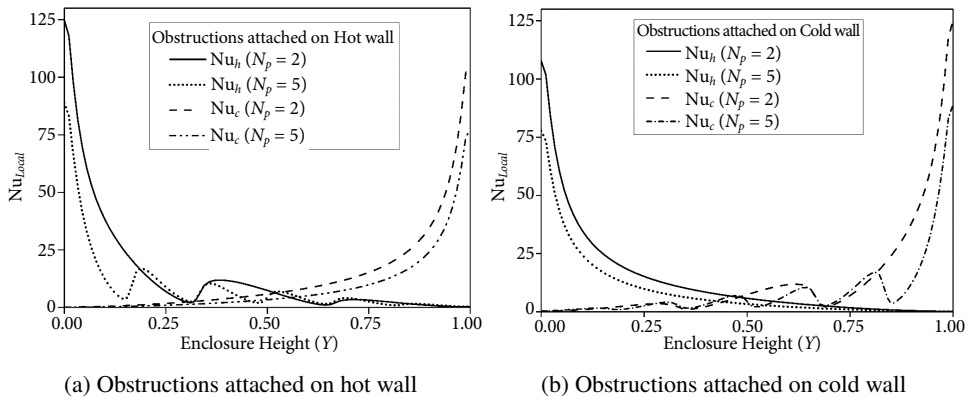 125
100
75
50
25
0
Nu_Local
Obstructions attached on Hot wall
Nu_h (N_p = 2)
Nu_h (N_p = 5)
Nu_c (N_p = 2)
Nu_c (N_p = 5)
0.00 0.25 0.50 0.75 1.00
Enclosure Height (Y)
(a) Obstructions attached on hot wall
125
100
75
50
25
0
Nu_Local
Obstructions attached on Cold wall
Nu_h (N_p = 2)
Nu_h (N_p = 5)
Nu_c (N_p = 2)
Nu_c (N_p = 5)
0.00 0.25 0.50 0.75 1.00
Enclosure Height (Y)
(b) Obstructions attached on cold wall